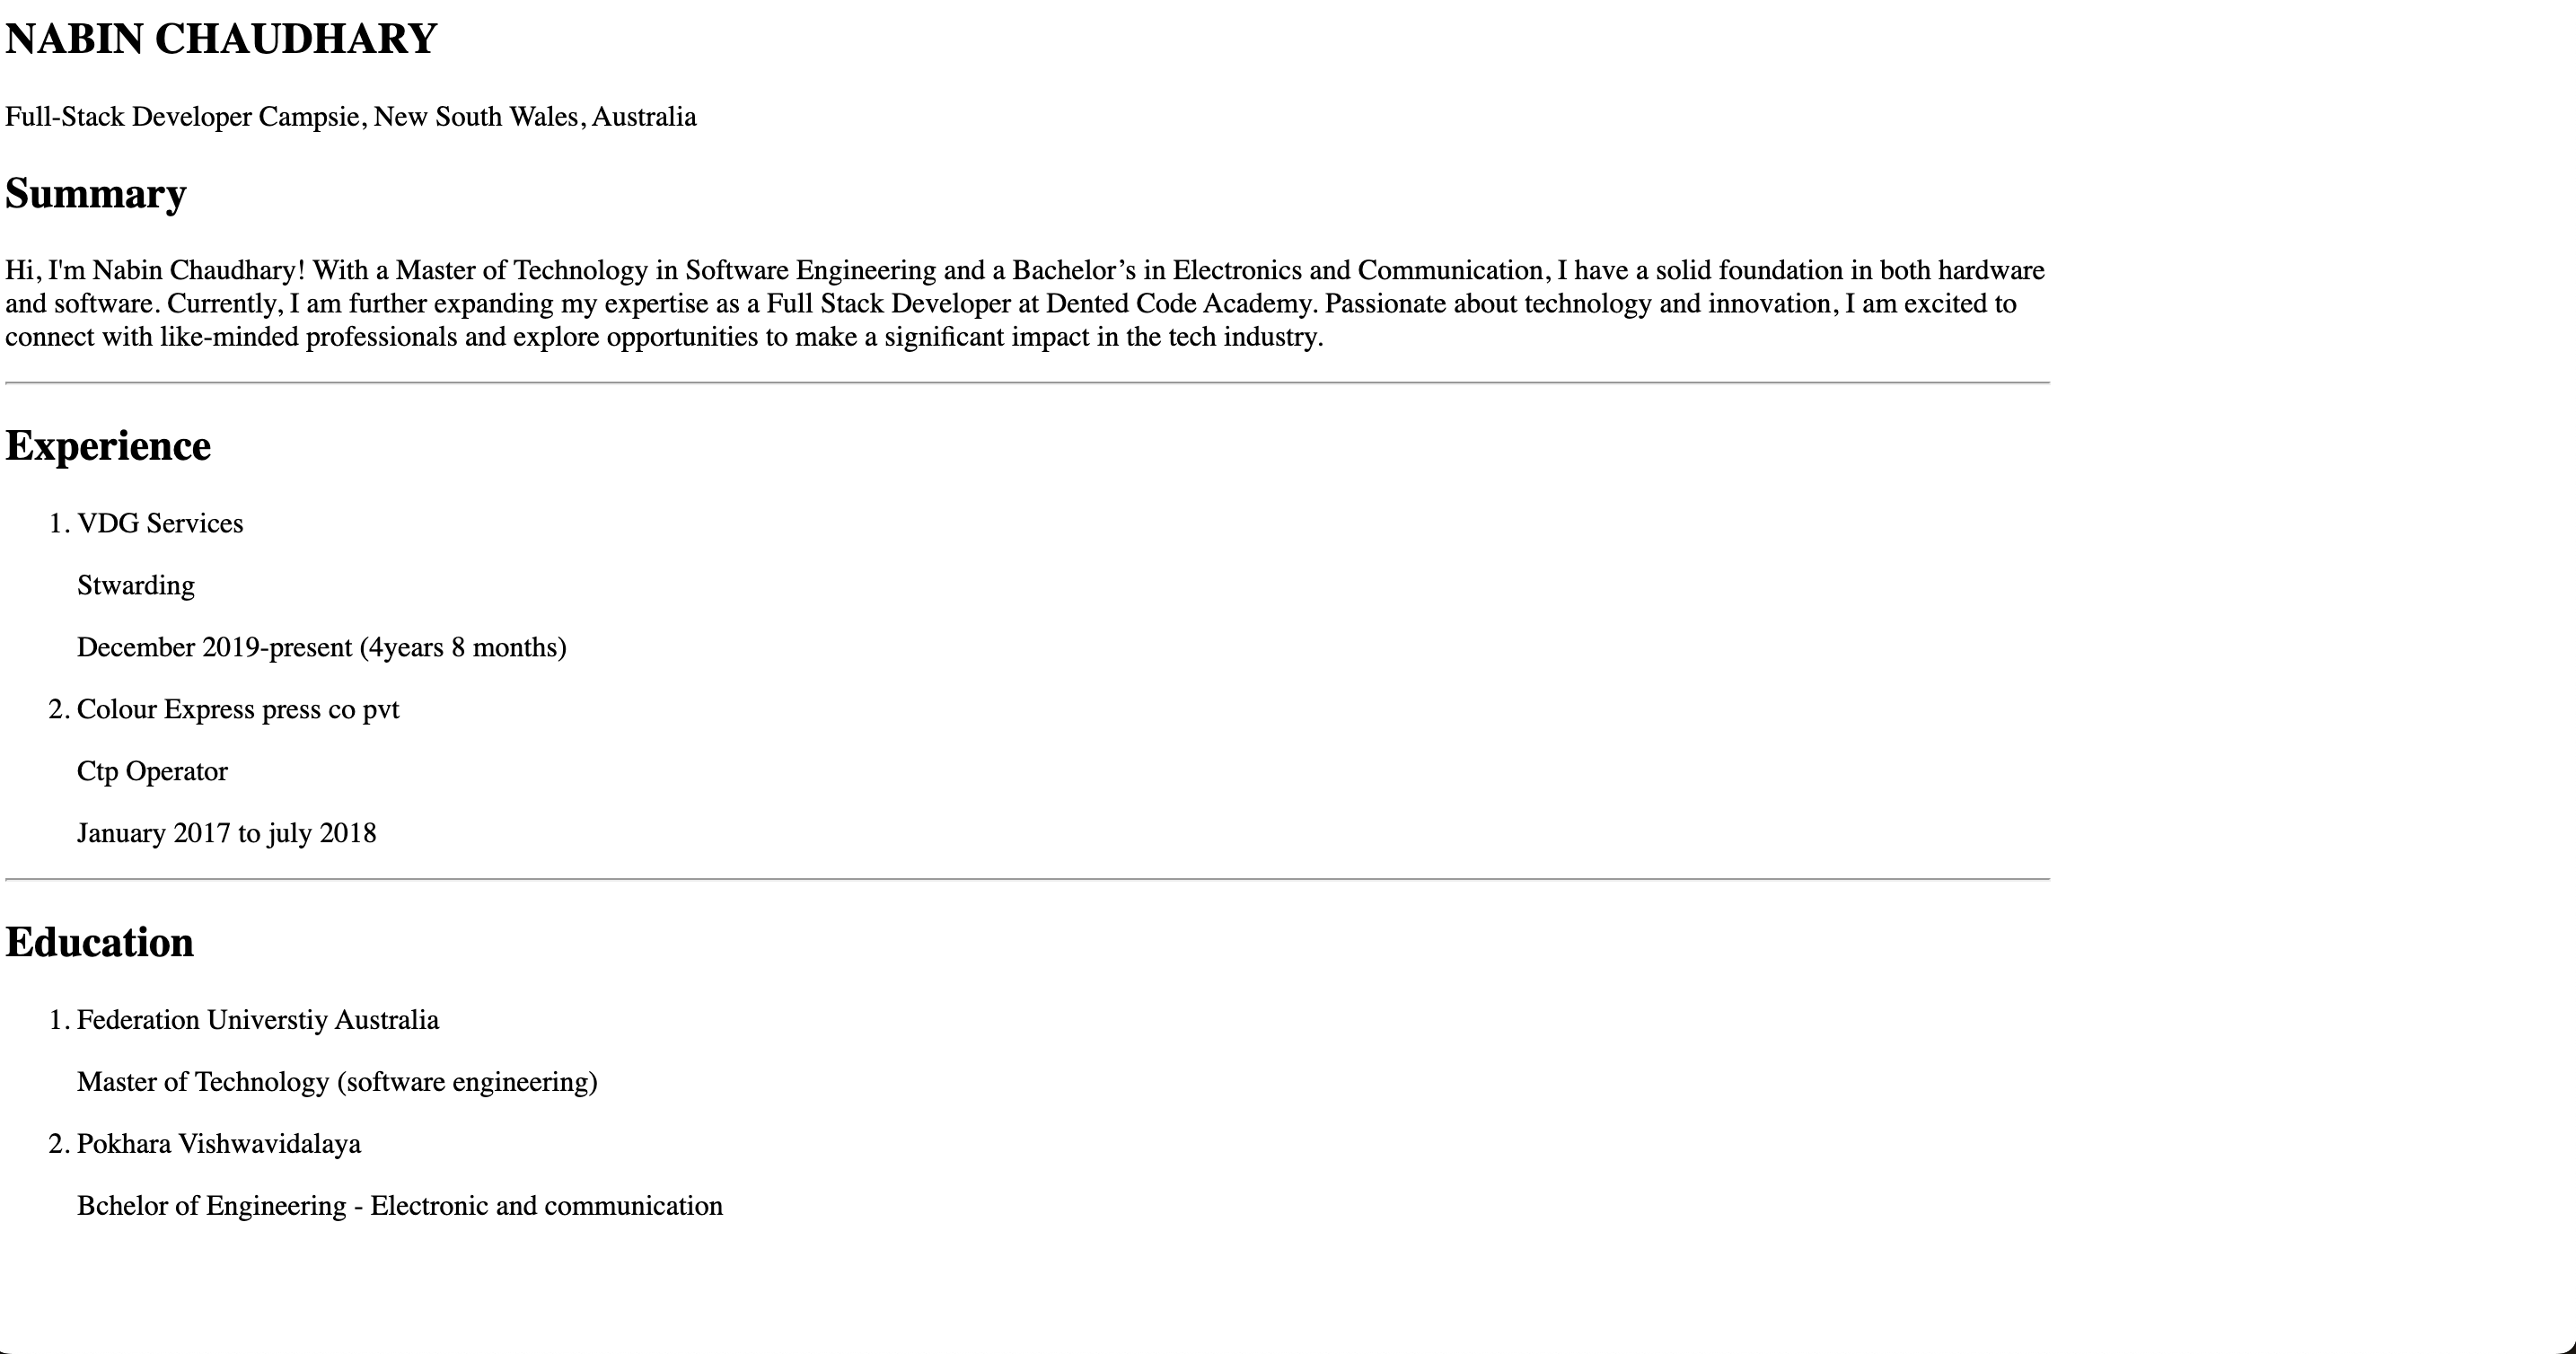 NABIN CHAUDHARY
Full-Stack Developer Campsie, New South Wales, Australia
Summary
Hi, I'm Nabin Chaudhary! With a Master of Technology in Software Engineering and a Bachelor’s in Electronics and Communication, I have a solid foundation in both hardware
and software. Currently, I am further expanding my expertise as a Full Stack Developer at Dented Code Academy. Passionate about technology and innovation, I am excited to
connect with like-minded professionals and explore opportunities to make a significant impact in the tech industry.
Experience
1. VDG Services
Stwarding
December 2019-present (4years 8 months)
2. Colour Express press co pvt
Ctp Operator
January 2017 to july 2018
Education
1. Federation Universtiy Australia
Master of Technology (software engineering)
2. Pokhara Vishwavidalaya
Bchelor of Engineering - Electronic and communication